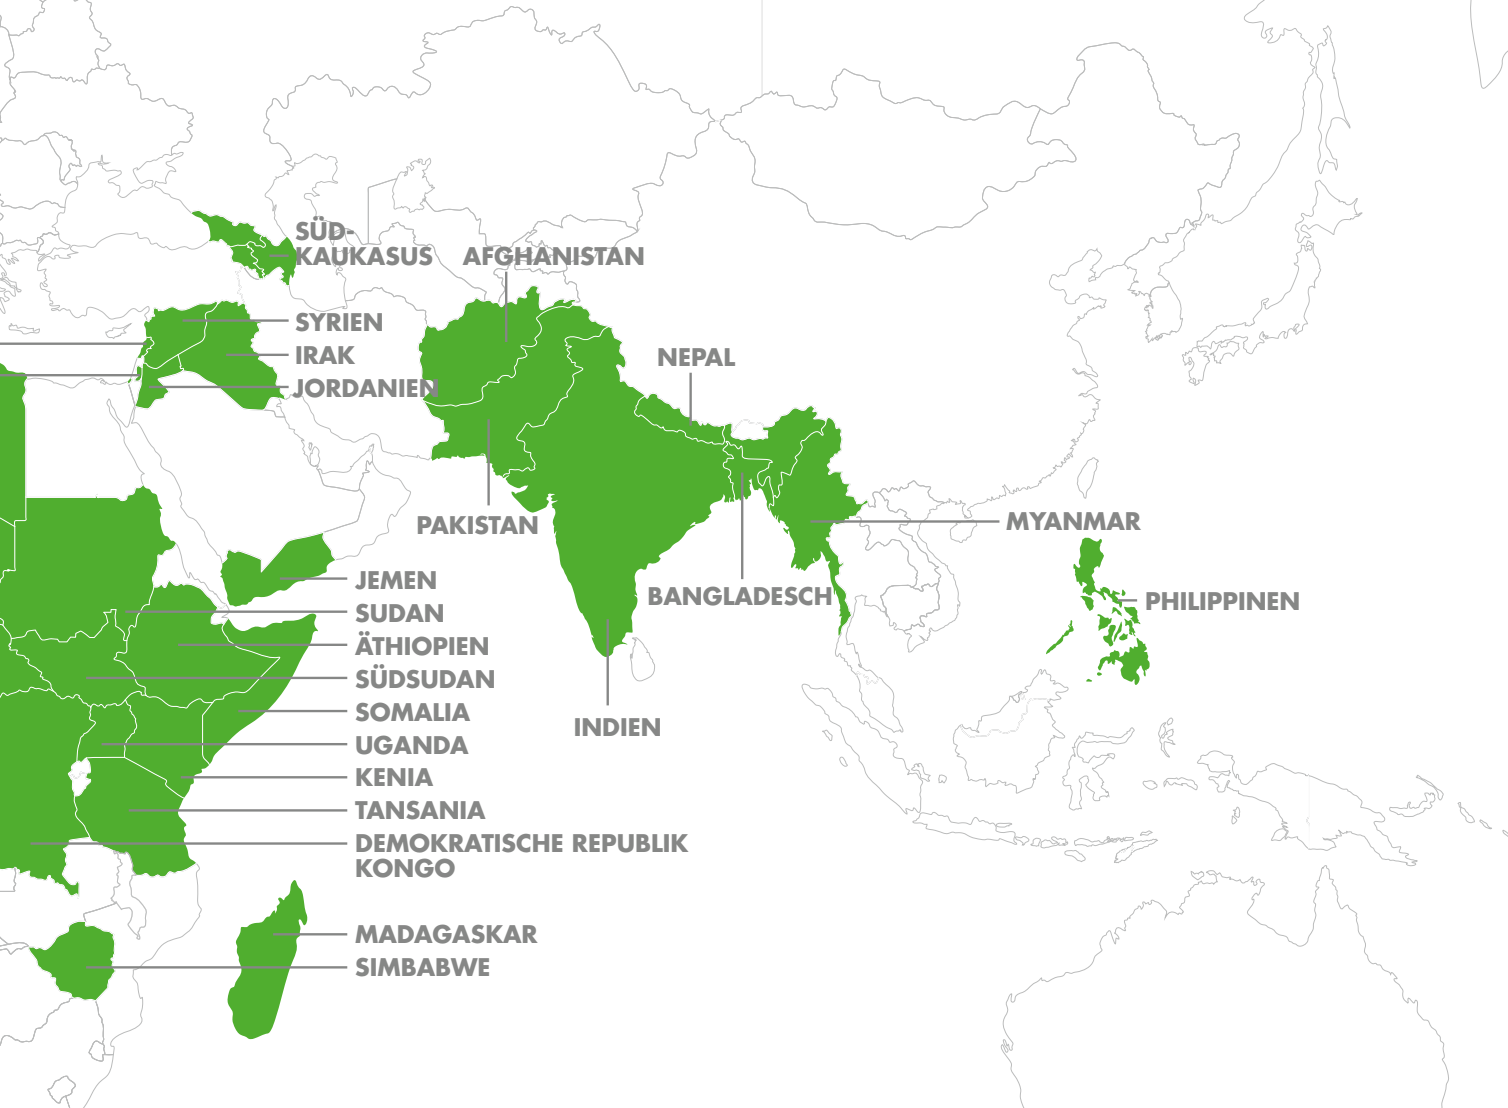 SÜD-
KAUKASUS
AFGHANISTAN
SYRIEN
IRAK
JORDANIEN
NEPAL
PAKISTAN
MYANMAR
JEMEN
BANGLADESCH
PHILIPPINEN
SUDAN
ÄTHIOPIEN
SÜDSUDAN
SOMALIA
INDIEN
UGANDA
KENIA
TANSANIA
DEMOKRATISCHE REPUBLIK
KONGO
MADAGASKAR
SIMBABWE